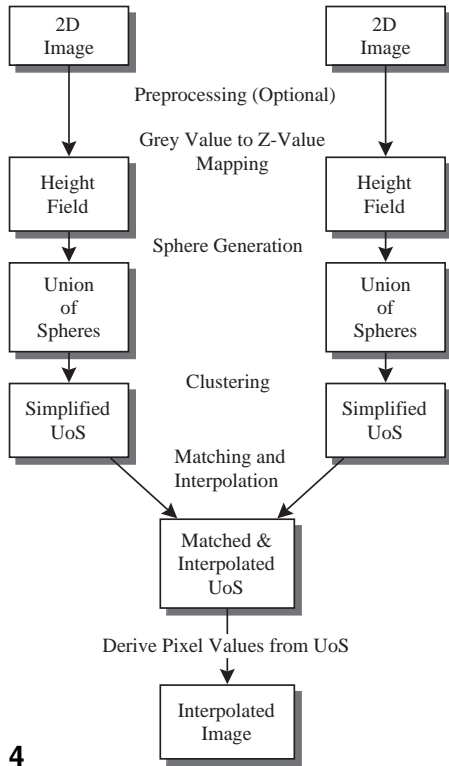 2D
Image
2D
Image
Preprocessing (Optional)
Grey Value to Z-Value
Mapping
Height
Field
Height
Field
Sphere Generation
Union
of
Spheres
Union
of
Spheres
Clustering
Simplified
UoS
Simplified
UoS
Matching and
Interpolation
Matched &
Interpolated
UoS
Derive Pixel Values from UoS
Interpolated
Image
4